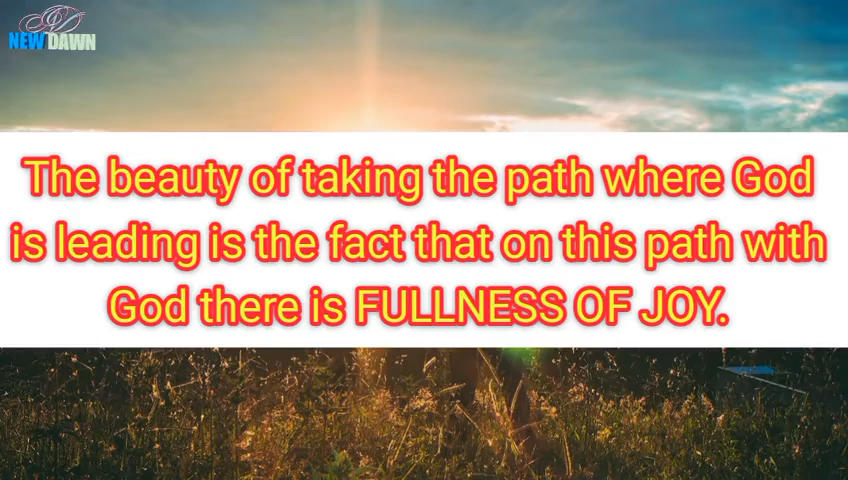 NEW DAWN
The beauty of taking the path where God
is leading is the fact that on this path with
God there is FULLNESS OF JOY.